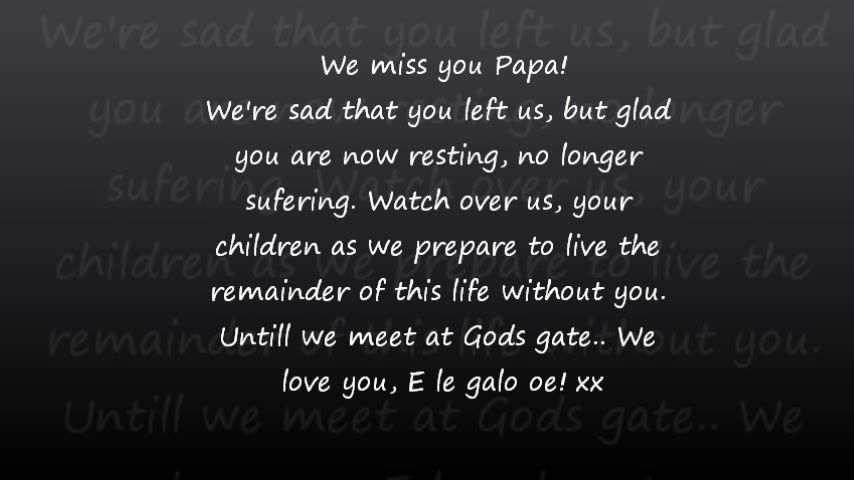 We miss you Papa!
We're sad that you left us, but glad
you are now resting, no longer
sufering. Watch over us, your
children as we prepare to live the
remainder of this life without you.
Untill we meet at Gods gate.. We
love you, E le galo oe! xx